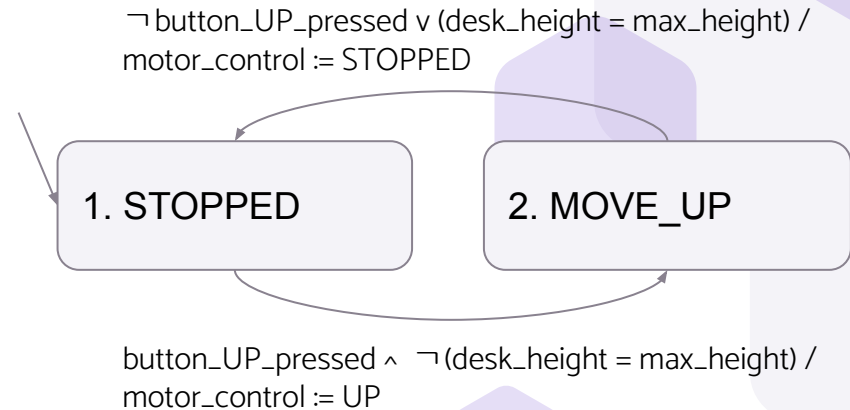 ￢button_UP_pressed v (desk_height = max_height) /
motor_control := STOPPED
1. STOPPED
2. MOVE_UP
button_UP_pressed ^ ￢(desk_height = max_height) /
motor_control := UP